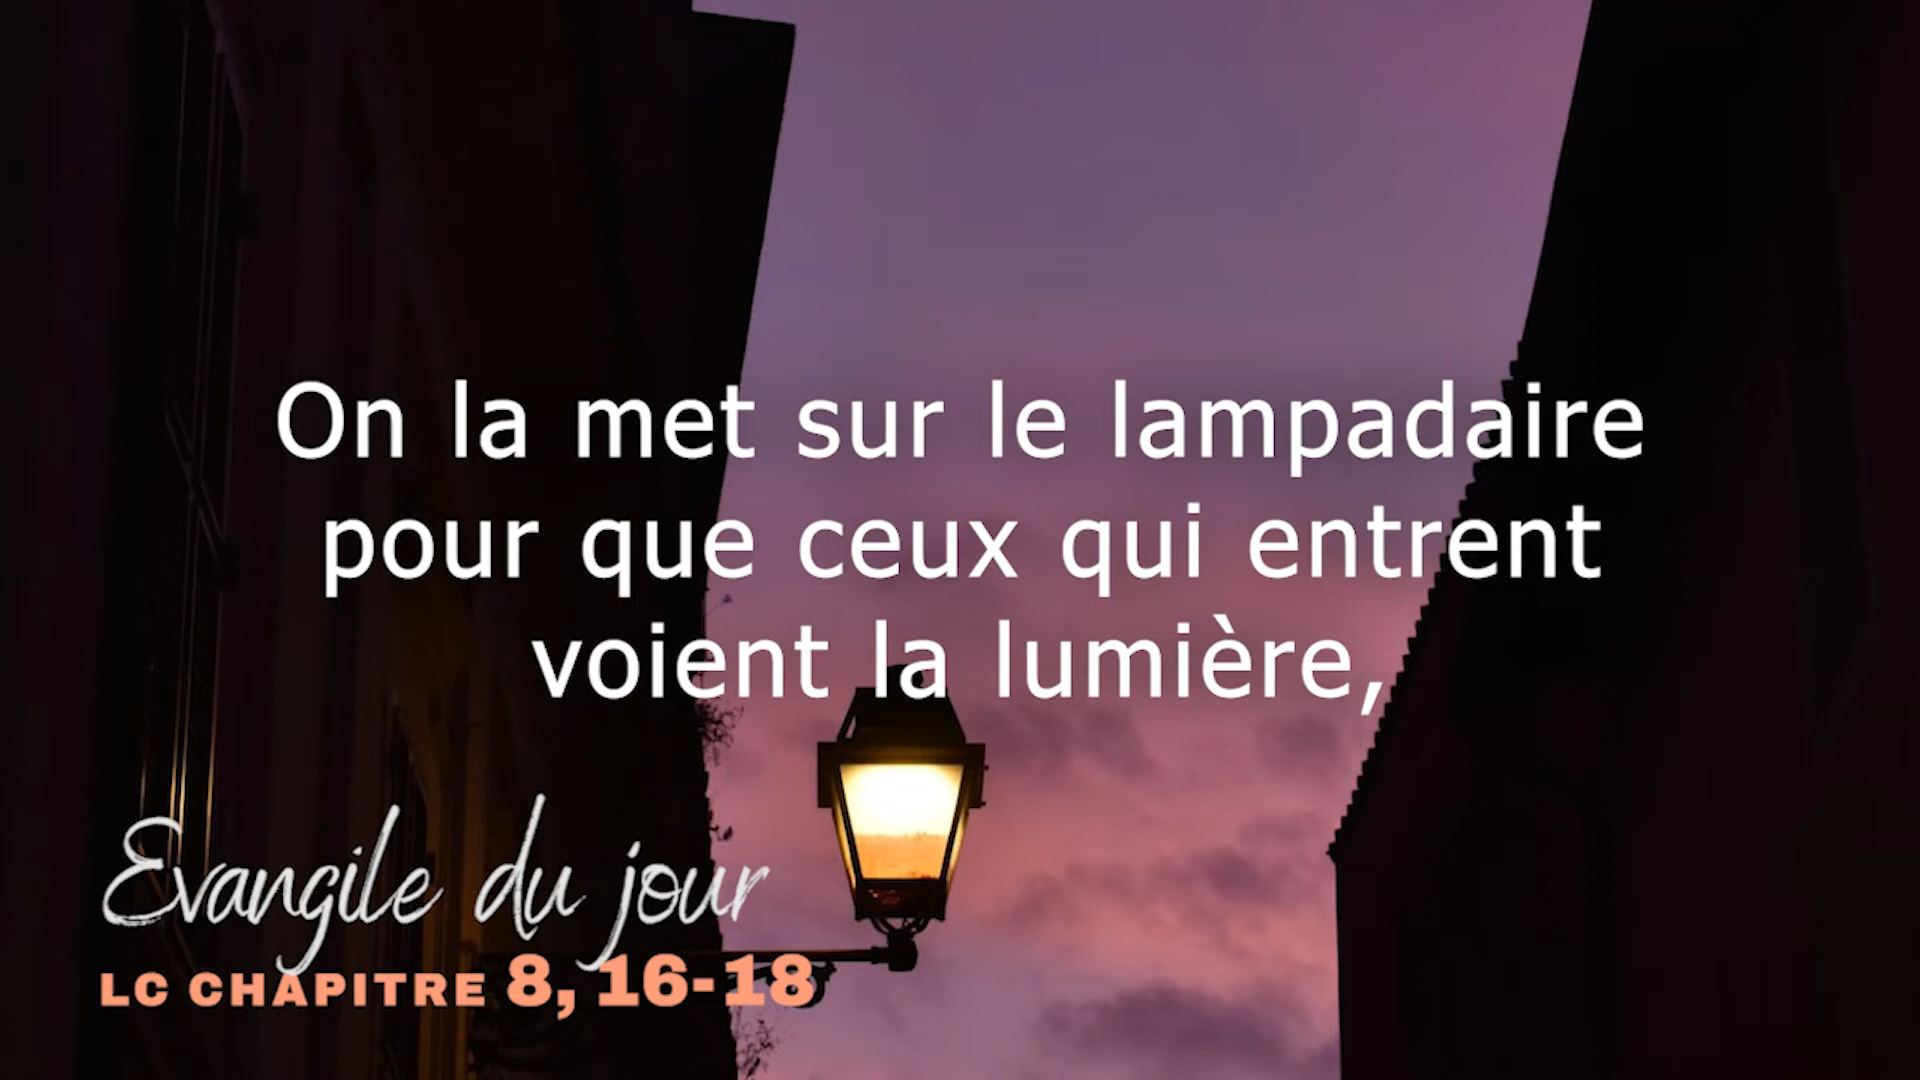 On la met sur le lampadaire
pour que ceux qui entrent
voient la lumière,
Evangile du jour
LC CHAPITRE 8, 16-18